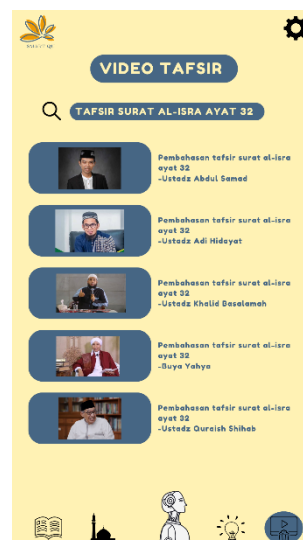 VIDEO TAFSIR
TAFSIR SURAT AL-ISRA AYAT 32
Pembahasan tafsir surat al-isra
ayat 32
-Ustadz Abdul Samad
Pembahasan tafsir surat al-isra
ayat 32
-Ustadz Adi Hidayat
Pembahasan tafsir surat al-isra
ayat 32
-Ustadz Khalid Basalamah
Pembahasan tafsir surat al-isra
ayat 32
-Buya Yahya
Pembahasan tafsir surat al-isra
ayat 32
-Ustadz Quraish Shihab